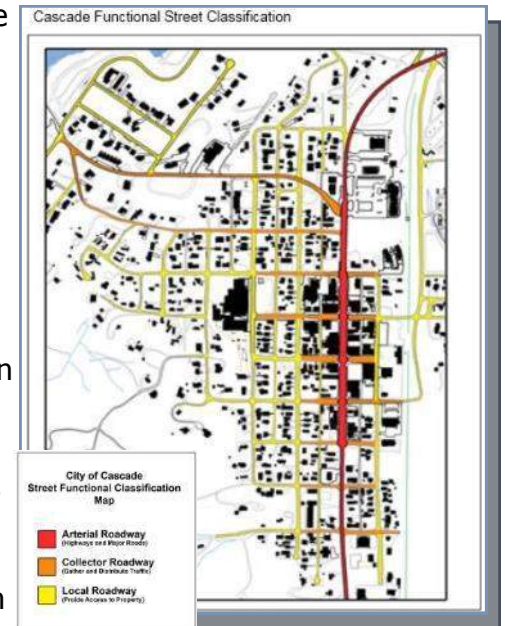 Cascade Functional Street Classification
City of Cascade
Street Functional Classification
Map
Arterial Roadway
(Highways and Major Roads)
Collector Roadway
(Gather and Distribute Traffic)
Local Roadway
(Proide Access to Property)